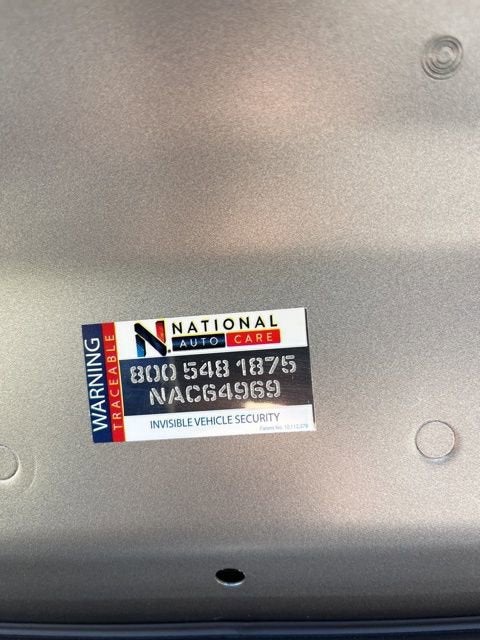 WARNING
TRACEABLE
N. NATIONAL
AUTO CARE
800 548 1875
NAC64969
INVISIBLE VEHICLE SECURITY